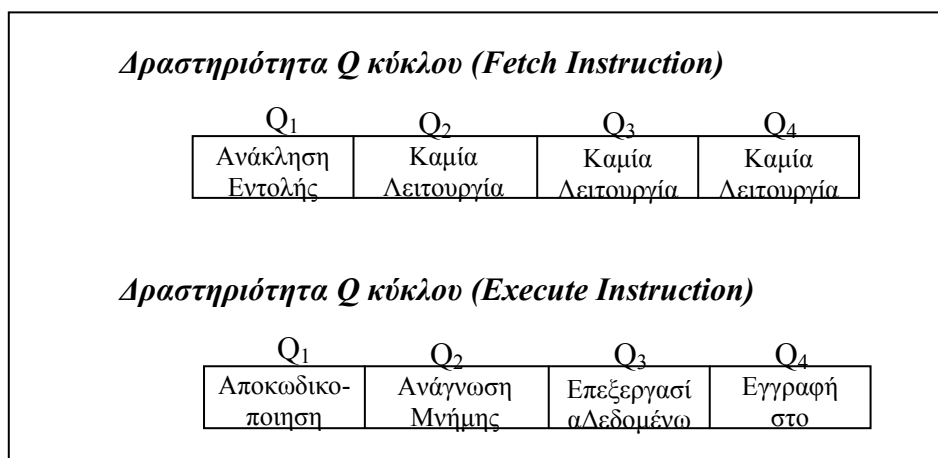 Δραστηριότητα Q κύκλου (Fetch Instruction)
Q1 Q2 Q3 Q4
Ανάκληση Καμία Καμία Καμία
Εντολής Λειτουργία Λειτουργία Λειτουργία
Δραστηριότητα Q κύκλου (Execute Instruction)
Q1 Q2 Q3 Q4
Αποκωδικο- Ανάγνωση Επεξεργασί Εγγραφή
ποιηση Μνήμης αΔεδομένω στο